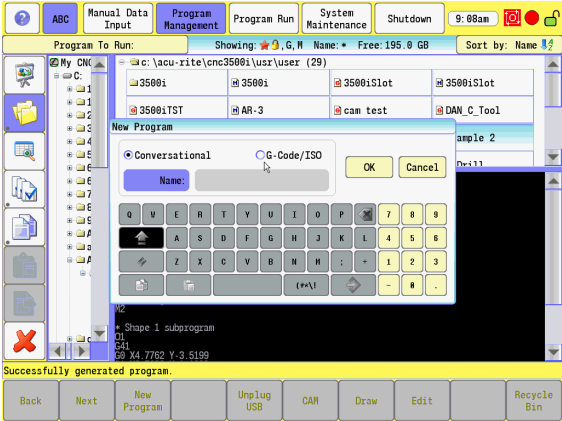 ?
ABC
Manual Data Input
Program Management
Program Run
System Maintenance
Shutdown
9:08am
Program To Run:
Showing: , G, M Name: * Free: 195.0 GB
Sort by: Name
My CNC
c: \acu-rite\cnc3500i\usr\user (29)
C:
3500i
3500i
3500iSlot
3500iSlot
3500iTST
AR-3
cam test
DAN_C_Tool
ample 2
Drill
New Program
Conversational
G-Code/ISO
OK
Cancel
Name:
Q W E R T Y U I O P 7 8 9
A S D F G H J K L 4 5 6
Z X C V B N M ; + 1 2 3
(#*\! - 0 .
M2
* Shape 1 subprogram
O1
G41
G0 X4.7762 Y-3.5199
Successfully generated program.
Back
Next
New Program
Unplug USB
CAM
Draw
Edit
Recycle Bin